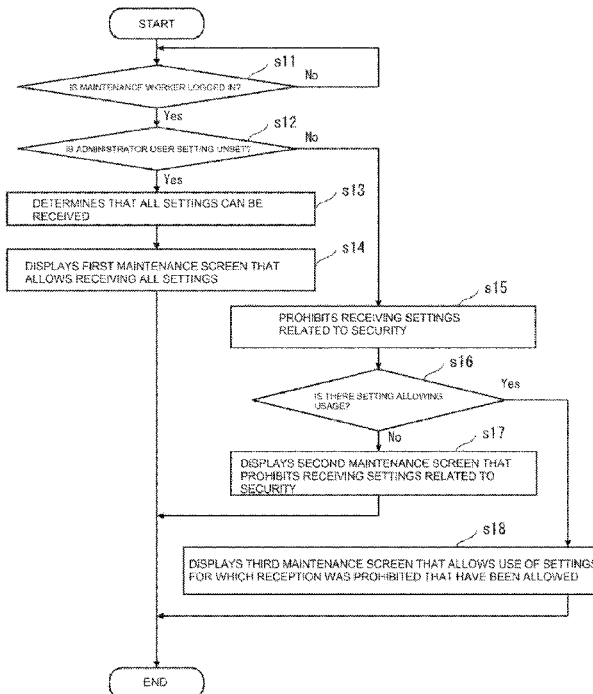 START
s11
IS MAINTENANCE WORKER LOGGED IN?
No
Yes
s12
IS ADMINISTRATOR USER SETTING UNSET?
No
Yes
s13
DETERMINES THAT ALL SETTINGS CAN BE
RECEIVED
s14
DISPLAYS FIRST MAINTENANCE SCREEN THAT
ALLOWS RECEIVING ALL SETTINGS
s15
PROHIBITS RECEIVING SETTINGS
RELATED TO SECURITY
s16
IS THERE SETTING ALLOWING
USAGE?
Yes
No
s17
DISPLAYS SECOND MAINTENANCE SCREEN THAT
PROHIBITS RECEIVING SETTINGS RELATED TO
SECURITY
s18
DISPLAYS THIRD MAINTENANCE SCREEN THAT ALLOWS USE OF SETTINGS
FOR WHICH RECEPTION WAS PROHIBITED THAT HAVE BEEN ALLOWED
END